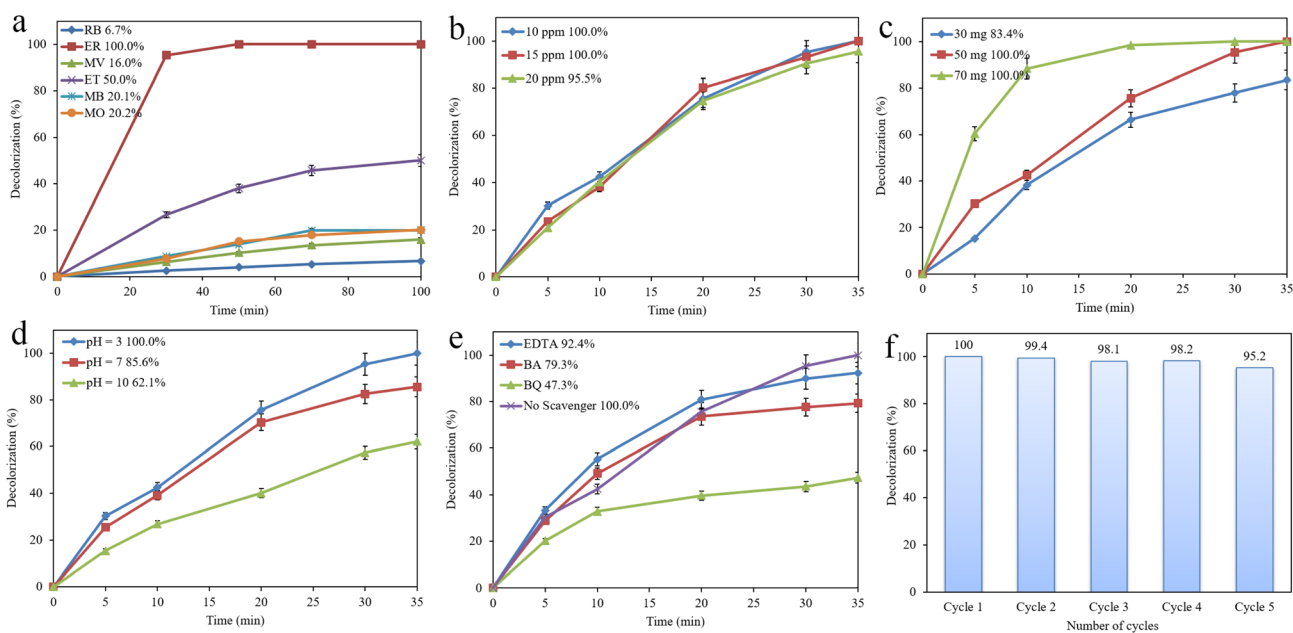 a
RB 6.7%
ER 100.0%
MV 16.0%
ET 50.0%
MB 20.1%
MO 20.2%
Decolorization (%)
100
80
60
40
20
0
0 20 40 60 80 100
Time (min)
b
10 ppm 100.0%
15 ppm 100.0%
20 ppm 95.5%
Decolorization (%)
100
80
60
40
20
0
0 5 10 15 20 25 30 35
Time (min)
c
30 mg 83.4%
50 mg 100.0%
70 mg 100.0%
Decolorization (%)
100
80
60
40
20
0
0 5 10 15 20 25 30 35
Time (min)
d
pH = 3 100.0%
pH = 7 85.6%
pH = 10 62.1%
Decolorization (%)
100
80
60
40
20
0
0 5 10 15 20 25 30 35
Time (min)
e
EDTA 92.4%
BA 79.3%
BQ 47.3%
No Scavenger 100.0%
Decolorization (%)
100
80
60
40
20
0
0 5 10 15 20 25 30 35
Time (min)
f
100 99.4 98.1 98.2 95.2
Decolorization (%)
100
80
60
40
20
0
Cycle 1 Cycle 2 Cycle 3 Cycle 4 Cycle 5
Number of cycles